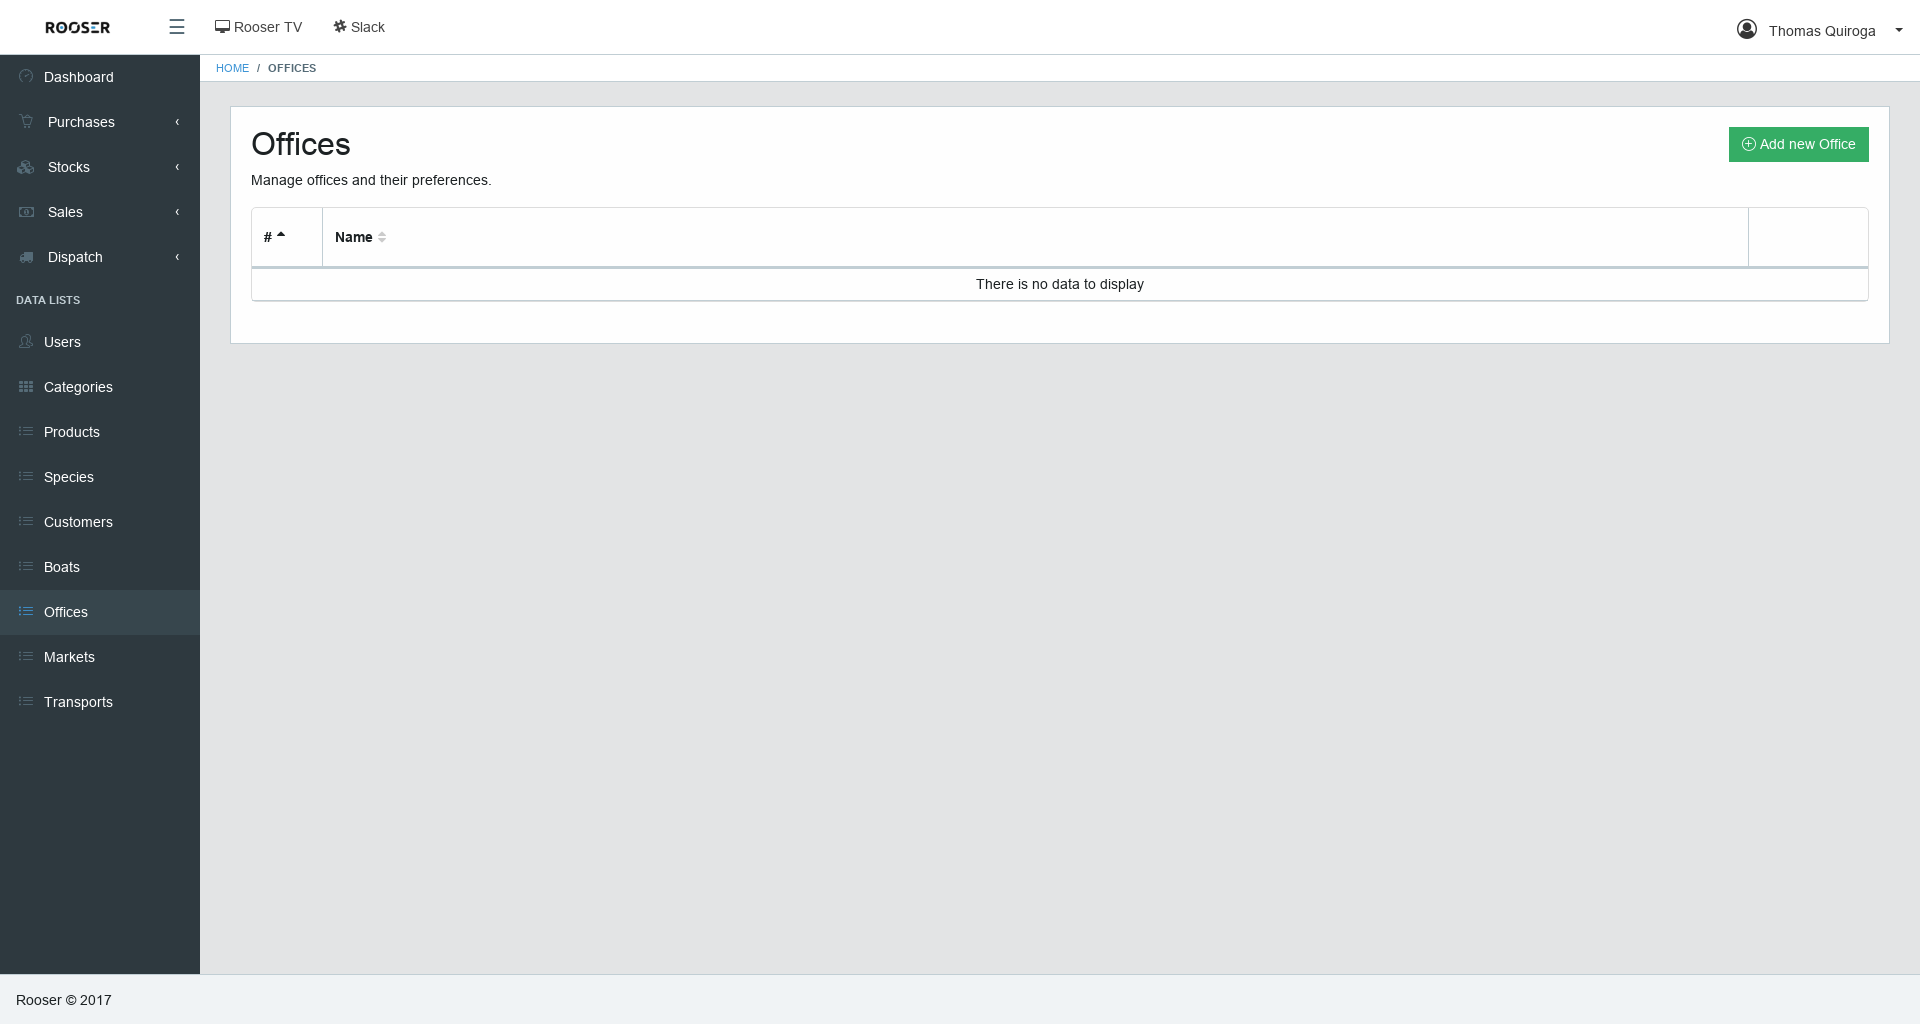 ROOSER
☰
Rooser TV
Slack
Thomas Quiroga
HOME / OFFICES
Dashboard
Purchases
Stocks
Sales
Dispatch
DATA LISTS
Users
Categories
Products
Species
Customers
Boats
Offices
Markets
Transports
Offices
Add new Office
Manage offices and their preferences.
# Name
There is no data to display
Rooser © 2017